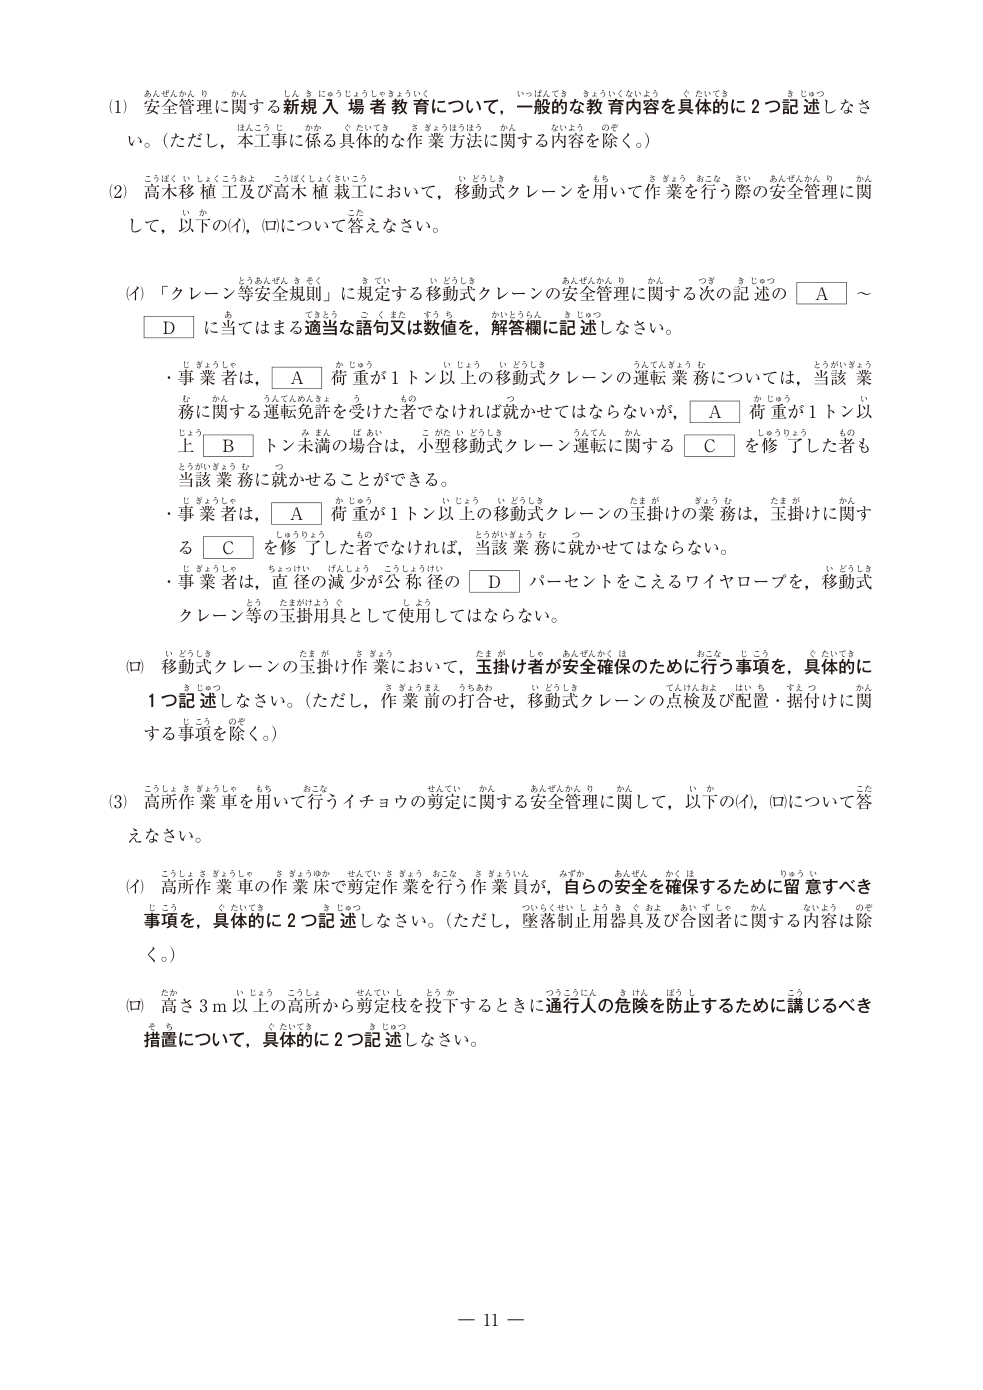 ⑴ 安全管理に関する新規入場者教育について，一般的な教育内容を具体的に2つ記述しなさ
い。（ただし，本工事に係る具体的な作業方法に関する内容を除く。）
⑵ 高木移植工及び高木植栽工において，移動式クレーンを用いて作業を行う際の安全管理に関
して，以下の㈠，㈡について答えなさい。
㈠ 「クレーン等安全規則」に規定する移動式クレーンの安全管理に関する次の記述の A ～
D に当てはまる適当な語句又は数値を，解答欄に記述しなさい。
・事業者は， A 荷重が1トン以上の移動式クレーンの運転業務については，当該業
務に関する運転免許を受けた者でなければ就かせてはならないが， A 荷重が1トン以
上 B トン未満の場合は，小型移動式クレーン運転に関する C を修了した者も
当該業務に就かせることができる。
・事業者は， A 荷重が1トン以上の移動式クレーンの玉掛けの業務は，玉掛けに関す
る C を修了した者でなければ，当該業務に就かせてはならない。
・事業者は，直径の減少が公称径の D パーセントをこえるワイヤロープを，移動式
クレーン等の玉掛用具として使用してはならない。
(ロ) 移動式クレーンの玉掛け作業において，玉掛け者が安全確保のために行う事項を，具体的に
1つ記述しなさい。（ただし，作業前の打合せ，移動式クレーンの点検及び配置・据付けに関
する事項を除く。）
⑶ 高所作業車を用いて行うイチョウの剪定に関する安全管理に関して，以下の(イ)，(ロ)について答
えなさい。
(イ) 高所作業車の作業床で剪定作業を行う作業員が，自らの安全を確保するために留意すべき
事項を，具体的に2つ記述しなさい。（ただし，墜落制止用器具及び合図者に関する内容は除
く。）
(ロ) 高さ3m以上の高所から剪定枝を投下するときに通行人の危険を防止するために講じるべき
措置について，具体的に2つ記述しなさい。
— 11 —